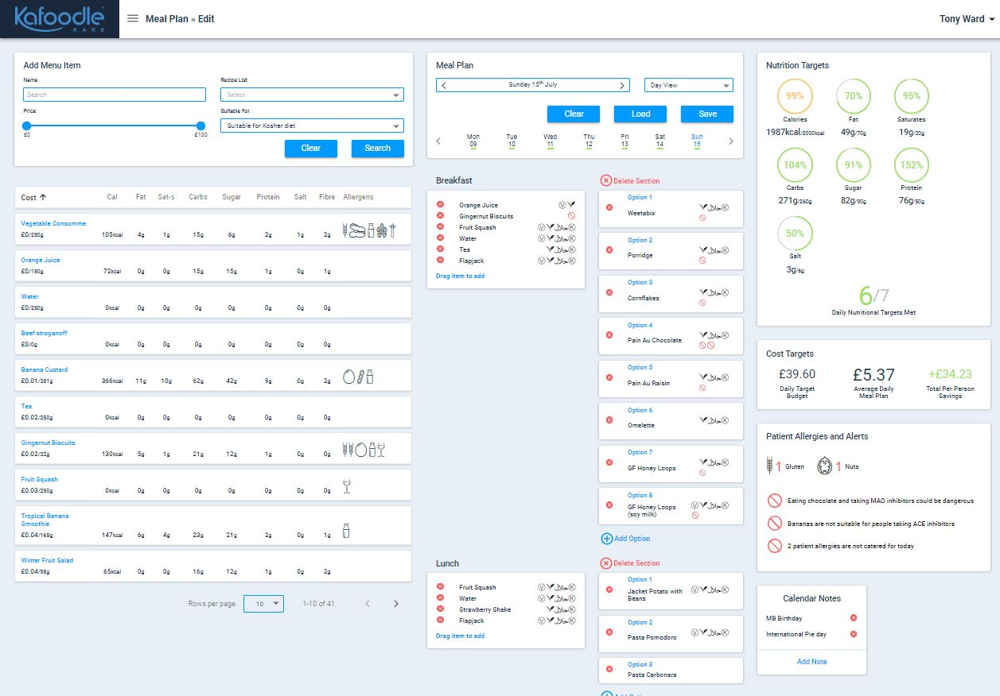 Kafoodle
KARE
Meal Plan » Edit
Tony Ward
Add Menu Item
Name
Recipe List
Search
Select
Price
Suitable For
Suitable for Kosher diet
£0
£100
Clear
Search
Cost
Cal
Fat
Sat-s
Carbs
Sugar
Protein
Salt
Fibre
Allergens
Vegetable Consomme
£0/250g 105kcal 4g 1g 15g 6g 2g 1g 2g
Orange Juice
£0/150g 72kcal 0g 0g 15g 15g 1g 0g 1g
Water
£0/250g 0kcal 0g 0g 0g 0g 0g 0g 0g
Beef stroganoff
£0/0g 0kcal 0g 0g 0g 0g 0g 0g 0g
Banana Custard
£0.01/381g 366kcal 11g 10g 62g 42g 9g 0g 2g
Tea
£0.02/250g 0kcal 0g 0g 0g 0g 0g 0g 0g
Gingernut Biscuits
£0.02/32g 130kcal 5g 1g 21g 12g 1g 0g 0g
Fruit Squash
£0.03/250g 0kcal 0g 0g 0g 0g 0g 0g 0g
Tropical Banana
Smoothie
£0.04/165g 147kcal 6g 4g 23g 21g 2g 0g 1g
Winter Fruit Salad
£0.04/98g 65kcal 0g 0g 16g 12g 1g 0g 2g
Rows per page: 10 1-10 of 41
Meal Plan
Sunday 15th July
Day View
Clear
Load
Save
Mon Tue Wed Thu Fri Sat Sun
09 10 11 12 13 14 15
Breakfast
Orange Juice Ⓥ
Gingernut Biscuits
Fruit Squash Ⓥ حلال Ⓚ
Water Ⓥ حلال Ⓚ
Tea حلال Ⓚ
Flapjack Ⓥ حلال Ⓚ
Drag item to add
Delete Section
Option 1
Weetabix حلال Ⓚ
Option 2
Porridge حلال Ⓚ
Option 3
Cornflakes حلال Ⓚ
Option 4
Pain Au Chocolate حلال Ⓚ
Option 5
Pain Au Raisin حلال Ⓚ
Option 6
Omelette حلال Ⓚ
Option 7
GF Honey Loops حلال Ⓚ
Option 8
GF Honey Loops Ⓥ حلال Ⓚ
(soy milk)
Add Option
Lunch
Fruit Squash Ⓥ حلال Ⓚ
Water Ⓥ حلال Ⓚ
Strawberry Shake حلال Ⓚ
Flapjack Ⓥ حلال Ⓚ
Drag item to add
Delete Section
Option 1
Jacket Potato with Ⓥ حلال Ⓚ
Beans
Option 2
Pasta Pomodoro Ⓥ حلال Ⓚ
Option 3
Pasta Carbonara
Nutrition Targets
99% 70% 95%
Calories Fat Saturates
1987kcal/2000kcal 49g/70g 19g/20g
104% 91% 152%
Carbs Sugar Protein
271g/260g 82g/90g 76g/50g
50%
Salt
3g/6g
6/7
Daily Nutritional Targets Met
Cost Targets
£39.60 £5.37 +£34.23
Daily Target Average Daily Total Per Person
Budget Meal Plan Savings
Patient Allergies and Alerts
1 Gluten 1 Nuts
Eating chocolate and taking MAO inhibitors could be dangerous
Bananas are not suitable for people taking ACE inhibitors
2 patient allergies are not catered for today
Calendar Notes
MB Birthday
International Pie day
Add Note